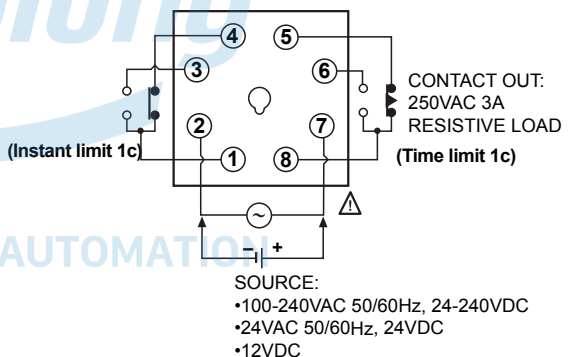 4 5
3 6
2 7
1 8
CONTACT OUT:
250VAC 3A
RESISTIVE LOAD
(Instant limit 1c)
(Time limit 1c)
~
!
- +
AUTOMATION
SOURCE:
•100-240VAC 50/60Hz, 24-240VDC
•24VAC 50/60Hz, 24VDC
•12VDC